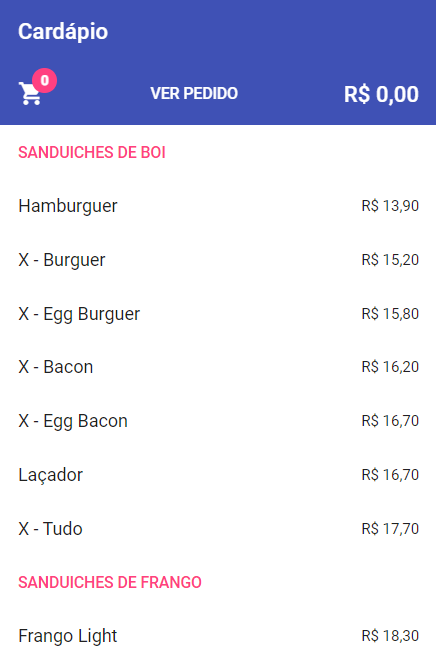 Cardápio
0 VER PEDIDO R$ 0,00
SANDUICHES DE BOI
Hamburguer R$ 13,90
X - Burguer R$ 15,20
X - Egg Burguer R$ 15,80
X - Bacon R$ 16,20
X - Egg Bacon R$ 16,70
Laçador R$ 16,70
X - Tudo R$ 17,70
SANDUICHES DE FRANGO
Frango Light R$ 18,30